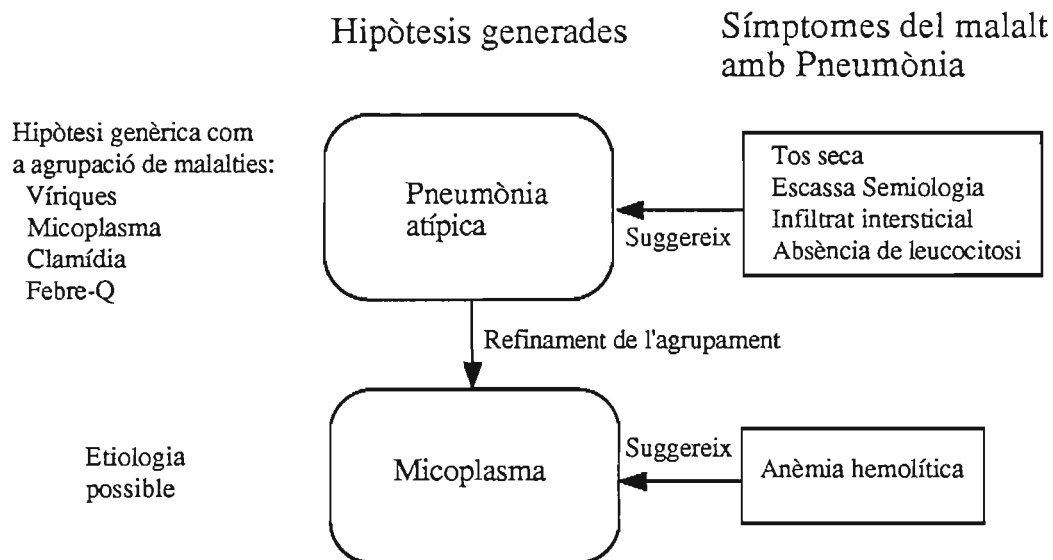 Hipòtesis generades
Símptomes del malalt
amb Pneumònia
Hipòtesi genèrica com
a agrupació de malalties:
Víriques
Micoplasma
Clamídia
Febre-Q
Pneumònia
atípica
Suggereix
Tos seca
Escassa Semiologia
Infiltrat intersticial
Absència de leucocitosi
Refinament de l'agrupament
Etiologia
possible
Micoplasma
Suggereix
Anèmia hemolítica